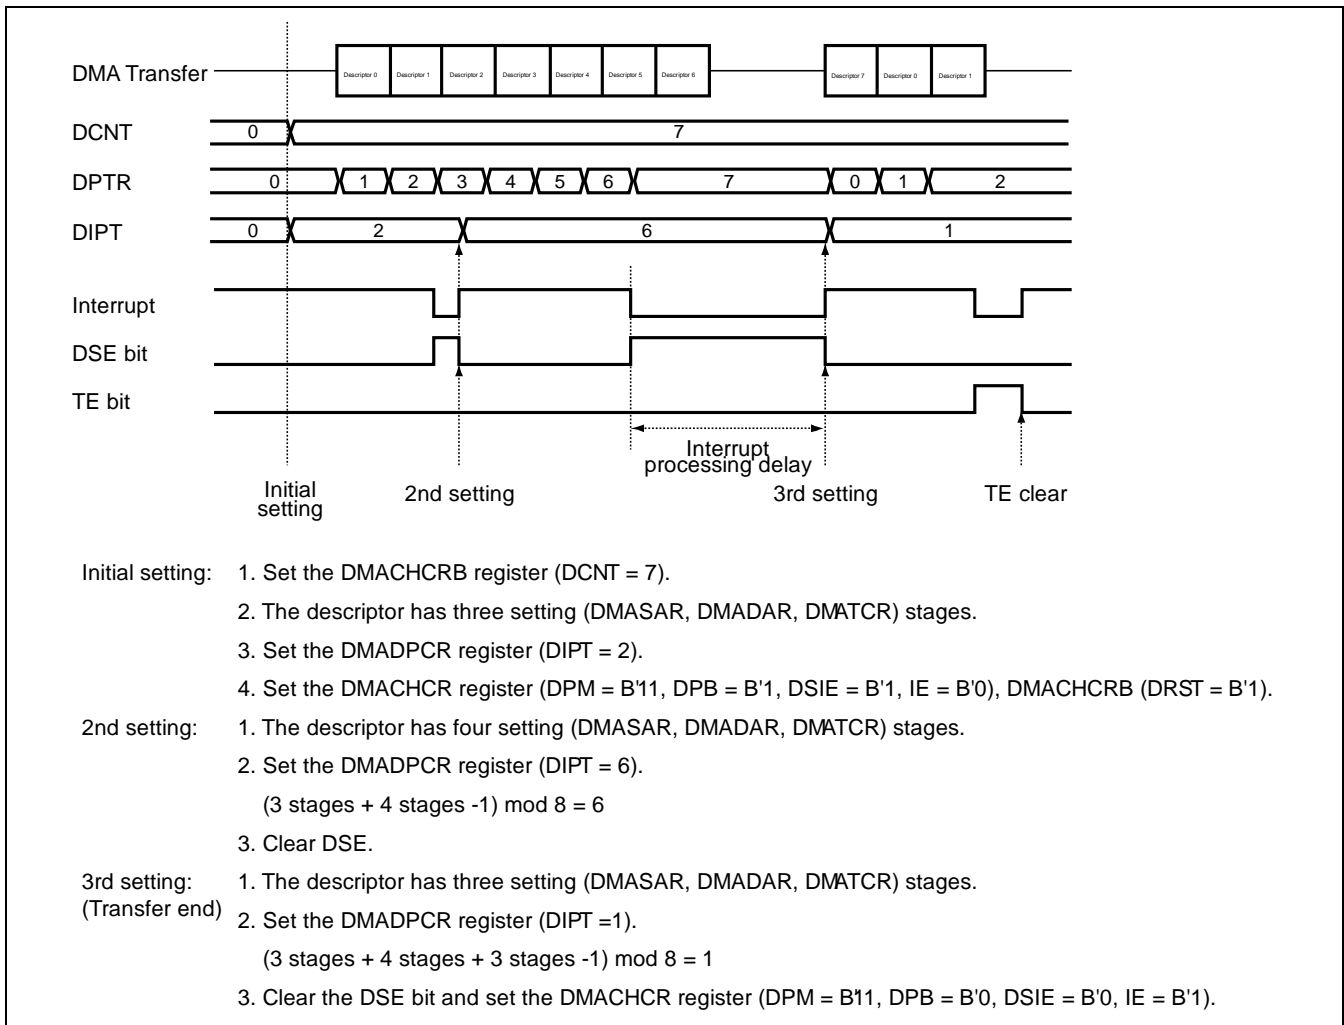 DMA Transfer Descriptor 0 Descriptor 1 Descriptor 2 Descriptor 3 Descriptor 4 Descriptor 5 Descriptor 6 Descriptor 7 Descriptor 0 Descriptor 1
DCNT 0 7
DPTR 0 1 2 3 4 5 6 7 0 1 2
DIPT 0 2 6 1
Interrupt
DSE bit
TE bit
Interrupt
processing delay
Initial
setting
2nd setting
3rd setting
TE clear
Initial setting: 1. Set the DMACHCRB register (DCNT = 7).
2. The descriptor has three setting (DMASAR, DMADAR, DMATCR) stages.
3. Set the DMADPCR register (DIPT = 2).
4. Set the DMACHCR register (DPM = B'11, DPB = B'1, DSIE = B'1, IE = B'0), DMACHCRB (DRST = B'1).
2nd setting: 1. The descriptor has four setting (DMASAR, DMADAR, DMATCR) stages.
2. Set the DMADPCR register (DIPT = 6).
(3 stages + 4 stages -1) mod 8 = 6
3. Clear DSE.
3rd setting: 1. The descriptor has three setting (DMASAR, DMADAR, DMATCR) stages.
(Transfer end) 2. Set the DMADPCR register (DIPT =1).
(3 stages + 4 stages + 3 stages -1) mod 8 = 1
3. Clear the DSE bit and set the DMACHCR register (DPM = B'11, DPB = B'0, DSIE = B'0, IE = B'1).